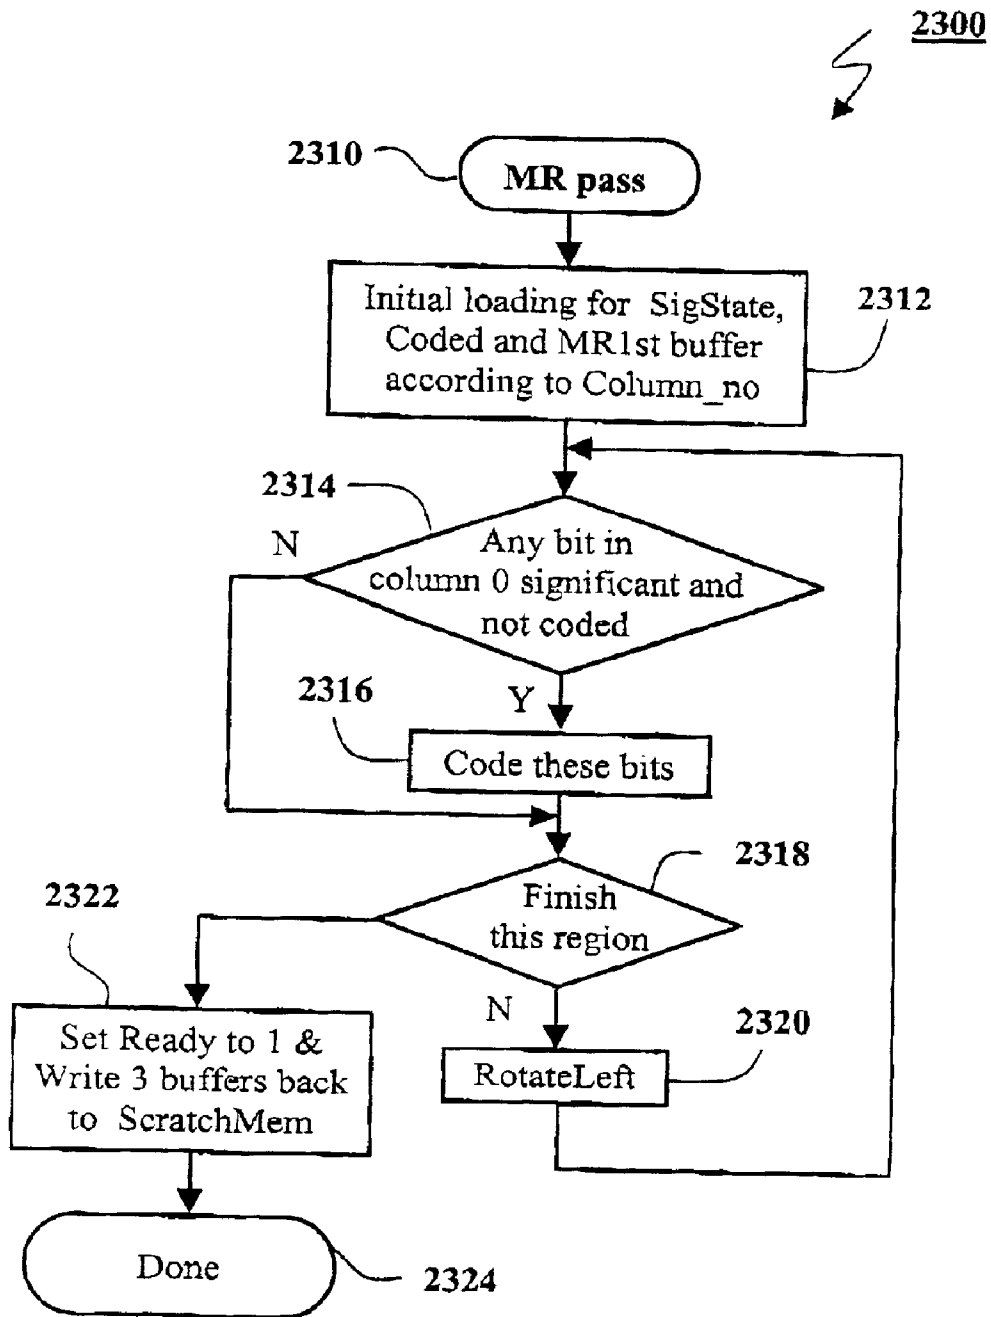 2300
2310
MR pass
Initial loading for SigState,
Coded and MR1st buffer
according to Column_no
2312
2314
N
Any bit in
column 0 significant and
not coded
2316
Y
Code these bits
2318
Finish
this region
2322
N
2320
Set Ready to 1 &
Write 3 buffers back
to ScratchMem
RotateLeft
Done
2324